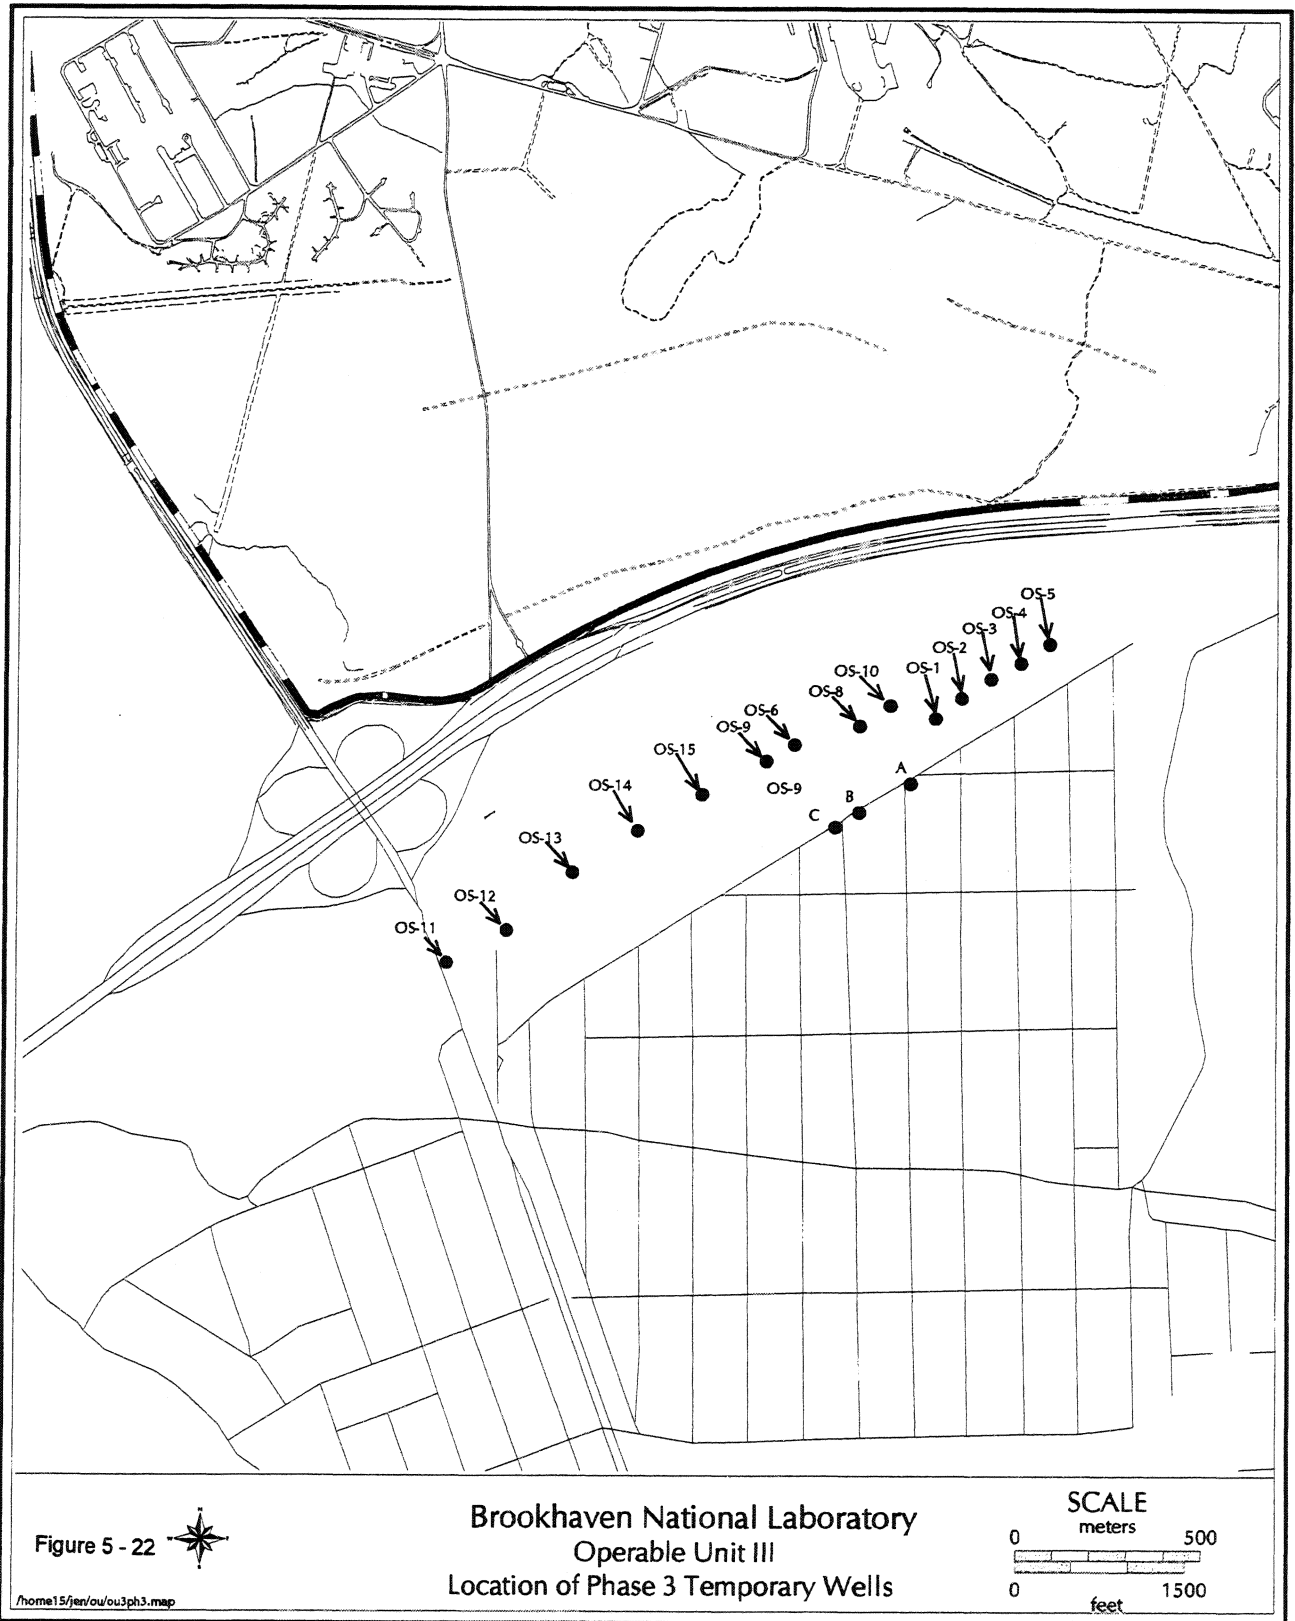 OS-5
OS-4
OS-3
OS-2
OS-1
OS-10
OS-8
OS-6
OS-9
OS-15
OS-9
OS-14
A
B
C
OS-13
OS-12
OS-11
Figure 5 - 22
N
Brookhaven National Laboratory
Operable Unit III
Location of Phase 3 Temporary Wells
SCALE
meters
0 500
0 1500
feet
/home15/jen/ou/ou3ph3.map